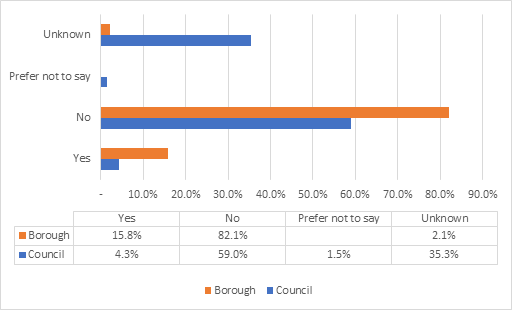 Unknown
Prefer not to say
No
Yes
- 10.0% 20.0% 30.0% 40.0% 50.0% 60.0% 70.0% 80.0% 90.0%
Yes No Prefer not to say Unknown
Borough 15.8% 82.1% 2.1%
Council 4.3% 59.0% 1.5% 35.3%
Borough Council